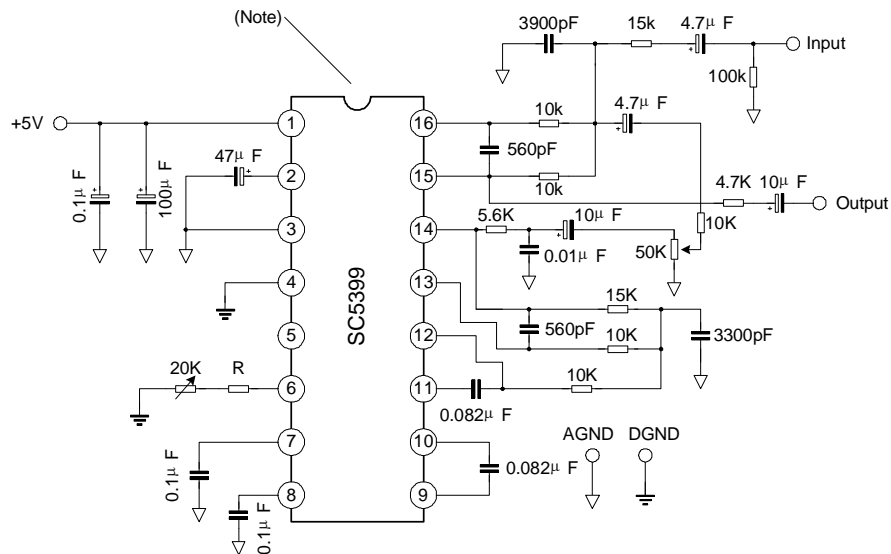 (Note)
3900pF
15k
4.7μ F
Input
100k
+5V
1
16
10k
4.7μ F
0.1μ F
100μ F
47μ F
2
15
560pF
10k
4.7K
10μ F
Output
10K
3
14
5.6K
10μ F
0.01μ F
50K
SC5399
4
13
15K
560pF
3300pF
5
12
10K
20K
R
6
11
10K
0.082μ F
AGND
DGND
7
10
0.1μ F
0.082μ F
8
9
0.1μ F